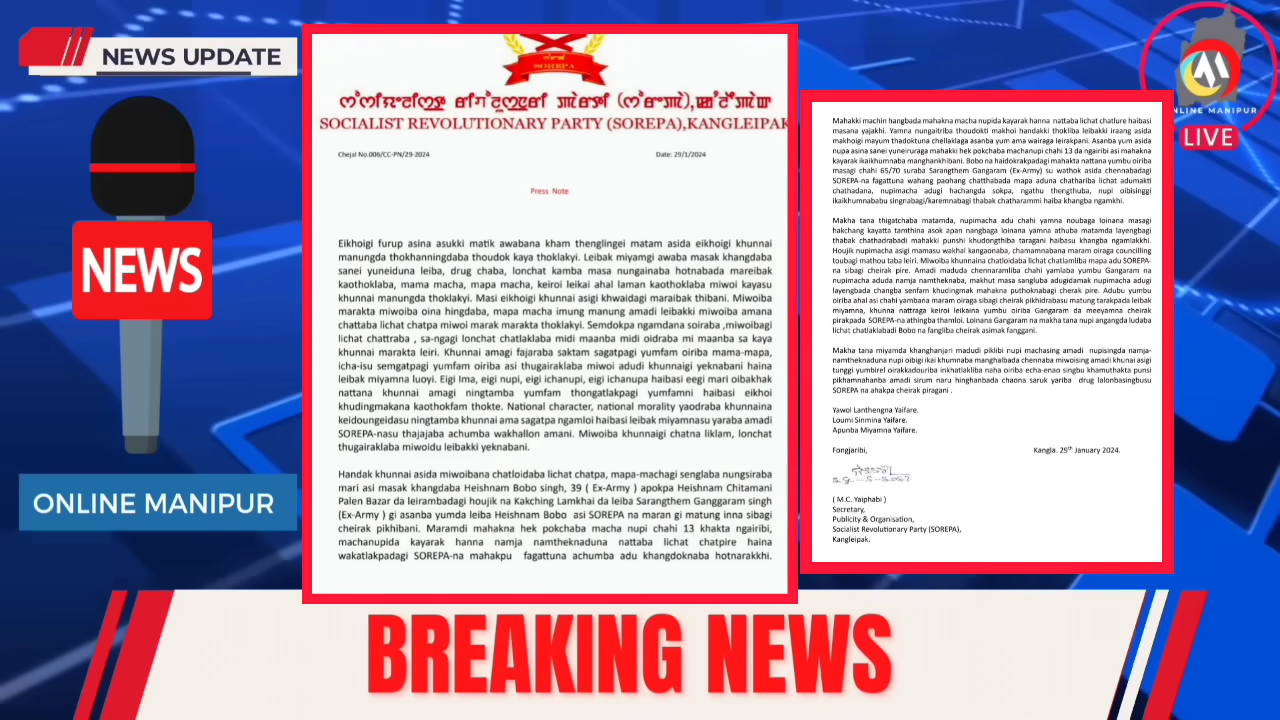 NEWS UPDATE
NEWS
ONLINE MANIPUR
SOREPA
SOCIALIST REVOLUTIONARY PARTY (SOREPA),KANGLEIPAK
Chejal No.006/CC-PN/29-2024 Date: 29/1/2024
Press Note
Eikhoigi furup asina asukki matik awabana kham thenglingei matam asida eikhoigi khunnai
manungda thokhanningdaba thoudok kaya thoklakyi. Leibak miyamgi awaba masak khangdaba
sanei yuneiduna leiba, drug chaba, lonchat kamba masa nungainaba hotnabada mareibak
kaothoklaba, mama macha, mapa macha, keiroi leikai ahal laman kaothoklaba miwoi kayasu
khunnai manungda thoklakyi. Masi eikhoigi khunnai asigi khwaidagi maraibak thibani. Miwoiba
marakta miwoiba oina hingdaba, mapa macha imung manung amadi leibakki miwoiba amana
chattaba lichat chatpa miwoi marak marakta thoklakyi. Semdokpa ngamdana soiraba ,miwoibagi
lichat chattraba , sa-ngagi lonchat chatlaklaba midi maanba midi oidraba mi maanba sa kaya
khunnai marakta leiri. Khunnai amagi fajaraba saktam sagatpagi yumfam oiriba mama-mapa,
icha-isu semgatpagi yumfam oiriba asi thugairaklaba miwoi adudi khunnaigi yeknabani haina
leibak miyamna luoyi. Eigi Ima, eigi nupi, eigi ichanupi, eigi ichanupa haibasi eegi mari oibakhak
nattana khunnai amagi ningtamba yumfam thongatlakpagi yumfamni haibasi eikhoi
khudingmakana kaothokfam thokte. National character, national morality yaodraba khunnaina
keidoungeidasu ningtamba khunnai ama sagatpa ngamloi haibasi leibak miyamnasu yaraba amadi
SOREPA-nasu thajajaba achumba wakhallon amani. Miwoiba khunnaigi chatna liklam, lonchat
thugairaklaba miwoidu leibakki yeknabani.
Handak khunnai asida miwoibana chatloidaba lichat chatpa, mapa-machagi senglaba nungsiraba
mari asi masak khangdaba Heishnam Bobo singh, 39 ( Ex-Army ) apokpa Heishnam Chitamani
Palen Bazar da leirambadagi houjik na Kakching Lamkhai da leiba Sarangthem Ganggaram singh
(Ex-Army ) gi asanba yumda leiba Heishnam Bobo asi SOREPA na maran gi matung inna sibagi
cheirak pikhibani. Maramdi mahakna hek pokchaba macha nupi chahi 13 khakta ngairibi,
machanupida kayarak hanna namja namtheknaduna nattaba lichat chatpire haina
wakatlakpadagi SOREPA-na mahakpu fagattuna achumba adu khangdoknaba hotnarakkhi.
Mahakki machin hangbada mahakna macha nupida kayarak hanna nattaba lichat chatlure haibasi
masana yajakhi. Yamna nungaitriba thoudokti makhoi handakki thokliba leibakki iraang asida
makhoigi mayum thadoktuna chellaklaga asanba yum ama wairaga leirakpani. Asanba yum asida
nupa asina sanei yuneiruraga mahakki hek pokchaba machanupi chahi 13 da ngairibi asi mahakna
kayarak ikaikhumnaba manghankhibani. Bobo na haidokrakpadagi mahakta nattana yumbu oiriba
masagi chahi 65/70 suraba Sarangthem Gangaram (Ex-Army) su wathok asida chennabadagi
SOREPA-na fagattuna wahang paohang chatthabada mapa aduna chathariba lichat adumakti
chathadana, nupimacha adugi hachangda sokpa, ngathu thengthuba, nupi oibisinggi
ikaikhumnababu singnabagi/karemnabagi thabak chatharammi haiba khangba ngamkhi.
Makha tana thigatchaba matamda, nupimacha adu chahi yamna noubaga loinana masagi
hakchang kayatta tamthina asok apan nangbaga loinana yamna athuba matamda layengbagi
thabak chathadrabadi mahakki punshi khudongthiba taragani haibasu khangba ngamlakkhi.
Houjik nupimacha asigi mamasu wakhal kangaonaba, chamamnabana maram oiraga councilling
toubagi mathou taba leiri. Miwoiba khunnaina chatloidaba lichat chatlamliba mapa adu SOREPA-
na sibagi cheirak pire. Amadi maduda chennaramliba chahi yamlaba yumbu Gangaram na
nupimacha aduda namja namtheknaba, makhut masa sangluba adugidamak nupimacha adugi
layengbada changba senfam khudingmak mahakna puthoknabagi cheirak pire. Adubu yumbu
oiriba ahal asi chahi yambana maram oiraga sibagi cheirak pikhidrabasu matung tarakpada leibak
miyamna, khunna nattraga keiroi leikaina yumbu oiriba Gangaram da meeyamna cheirak
pirakpada SOREPA-na athingba thamloi. Loinana Gangaram na makha tana nupi angangda ludaba
lichat chatlaklabadi Bobo na fangliba cheirak asimak fanggani.
Makha tana miyamda khanghanjari madudi piklibi nupi machasing amadi nupisingda namja-
namtheknaduna nupi oibigi ikai khumnaba manghalbada chennaba miwoising amadi khunai asigi
tunggi yumbirel oirakkadouriba inkhatlakliba naha oiriba echa-enao singbu khamuthakta punsi
pikhamnahanba amadi sirum naru hinghanbada chaona saruk yariba drug lalonbasingbusu
SOREPA na ahakpa cheirak piragani .
Yawol Lanthengna Yaifare.
Loumi Sinmina Yaifare.
Apunba Miyamna Yaifare.
Fongjaribi, Kangla. 29th January 2024.
( M.C. Yaiphabi )
Secretary,
Publicity & Organisation,
Socialist Revolutionary Party (SOREPA),
Kangleipak.
ONLINE MANIPUR
LIVE
BREAKING NEWS